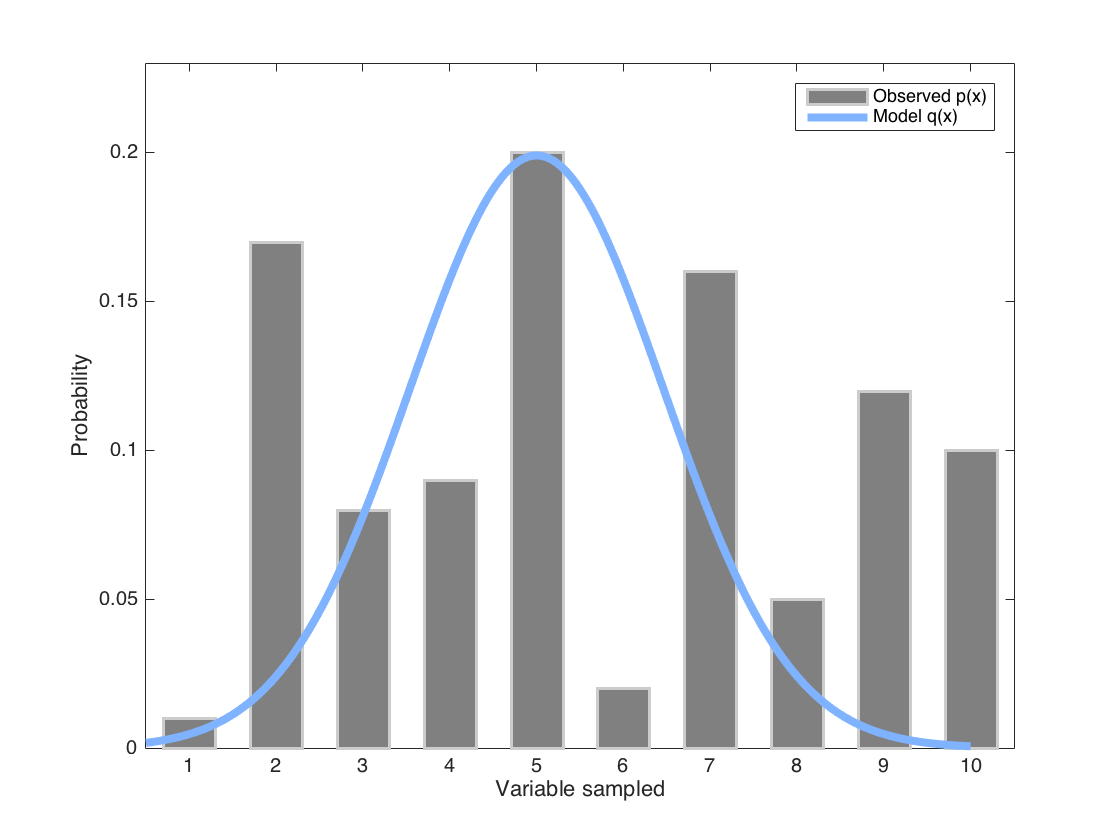 Observed p(x)
Model q(x)
0.2
0.15
0.1
0.05
0
Probability
1 2 3 4 5 6 7 8 9 10
Variable sampled